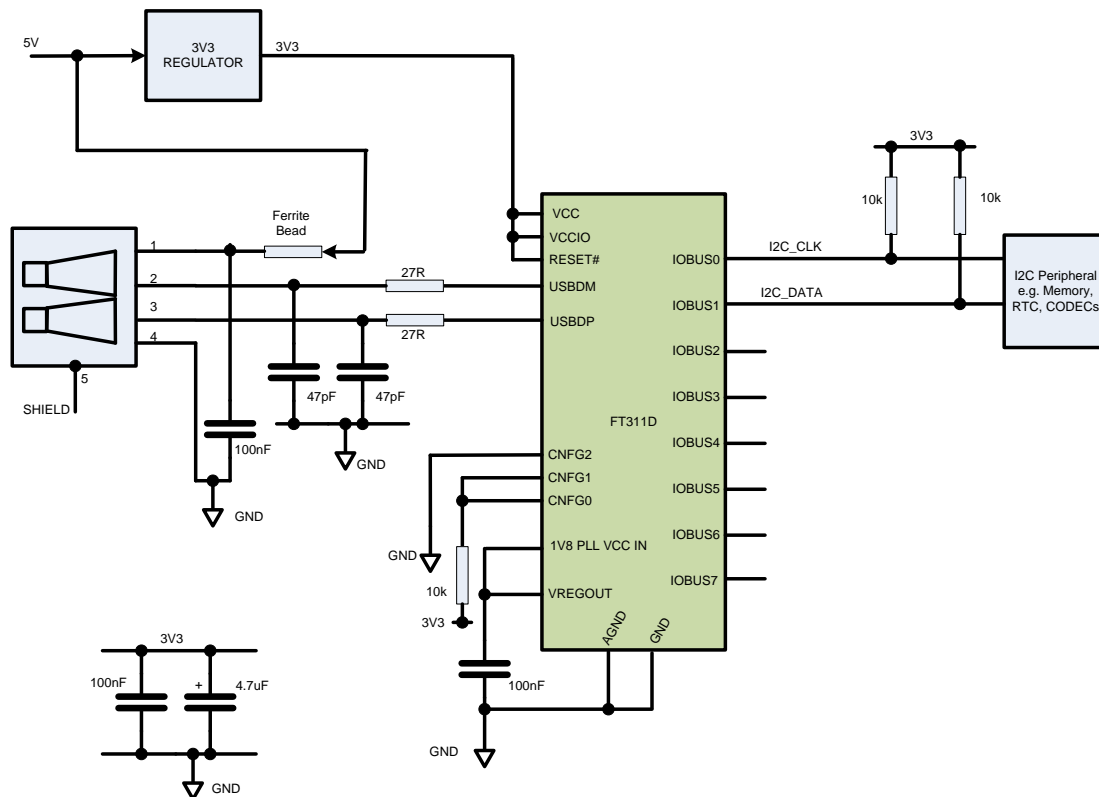 5V
3V3
REGULATOR
3V3
Ferrite
Bead
1
2
3
4
5
SHIELD
27R
27R
47pF
47pF
100nF
GND
GND
VCC
VCCIO
RESET#
USBDM
USBDP
CNFG2
CNFG1
CNFG0
1V8 PLL VCC IN
VREGOUT
AGND
GND
FT311D
IOBUS0
IOBUS1
IOBUS2
IOBUS3
IOBUS4
IOBUS5
IOBUS6
IOBUS7
3V3
10k
10k
I2C_CLK
I2C_DATA
I2C Peripheral
e.g. Memory,
RTC, CODECs
GND
10k
3V3
100nF
GND
3V3
100nF
+
4.7uF
GND